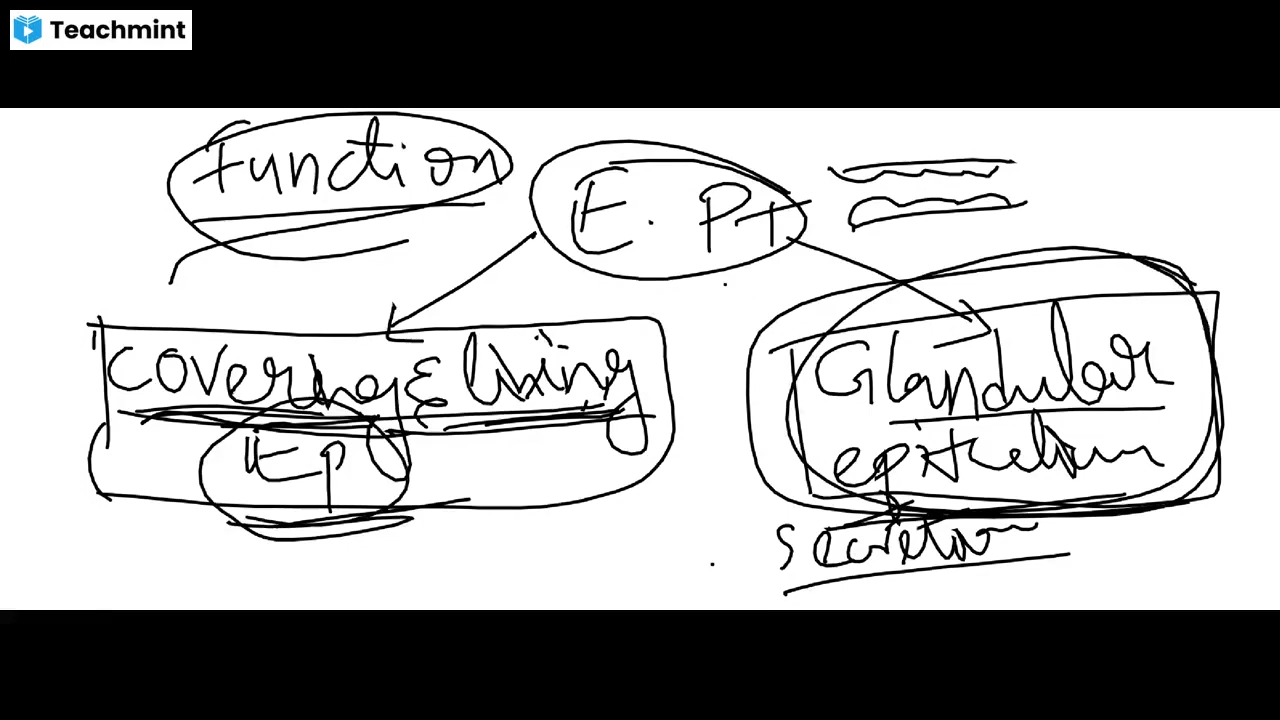 Teachmint
Function
E. PT
covering & lining
Ep
Glandular
epithelium
secretion